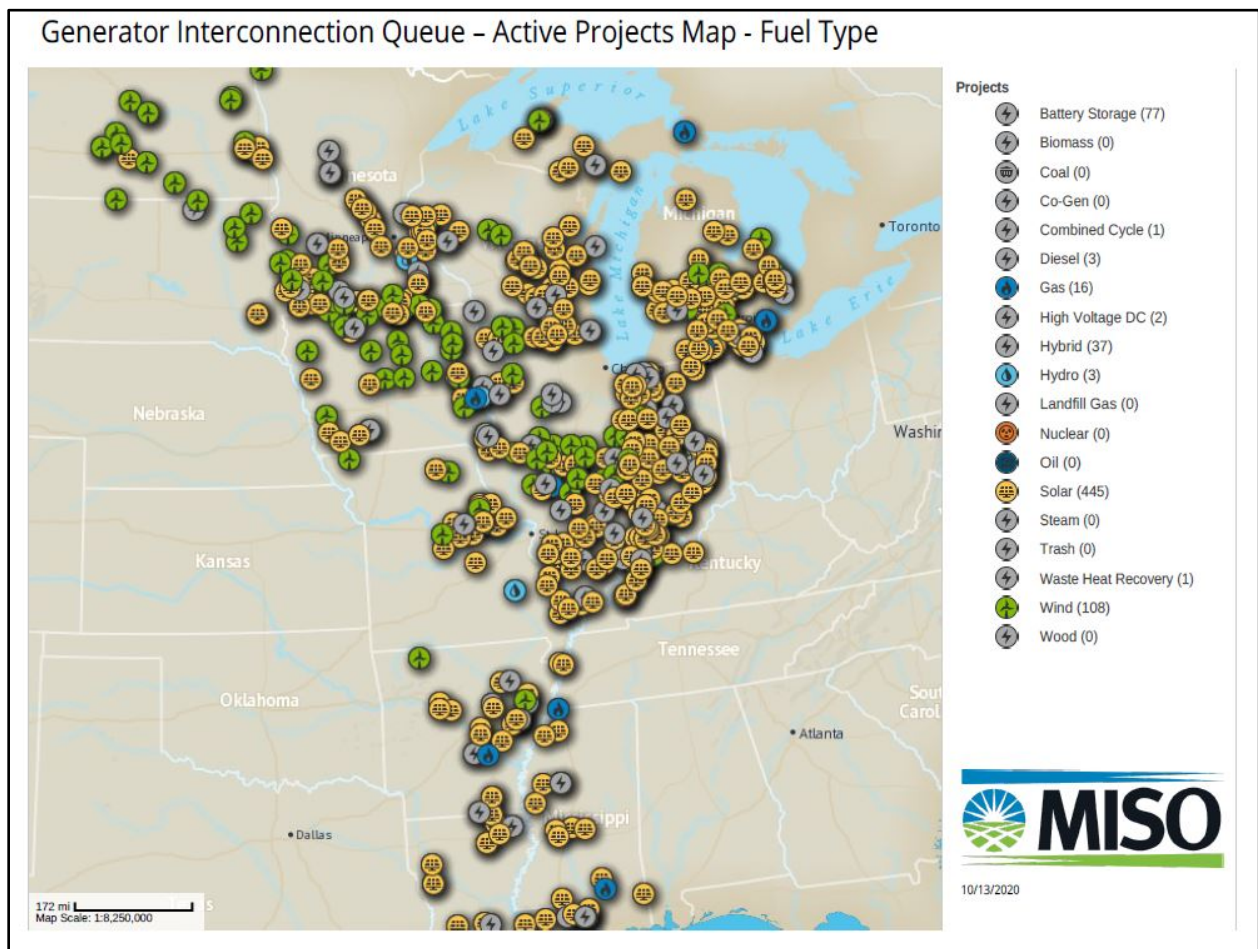 Generator Interconnection Queue – Active Projects Map - Fuel Type
Lake Superior
Lake Michigan
Michigan
Toronto
Lake Erie
Nebraska
Washin
Kansas
Kentucky
Tennessee
Oklahoma
Sout
Carol
Atlanta
Dallas
172 mi
Map Scale: 1:8,250,000
Projects
Battery Storage (77)
Biomass (0)
Coal (0)
Co-Gen (0)
Combined Cycle (1)
Diesel (3)
Gas (16)
High Voltage DC (2)
Hybrid (37)
Hydro (3)
Landfill Gas (0)
Nuclear (0)
Oil (0)
Solar (445)
Steam (0)
Trash (0)
Waste Heat Recovery (1)
Wind (108)
Wood (0)
MISO
10/13/2020